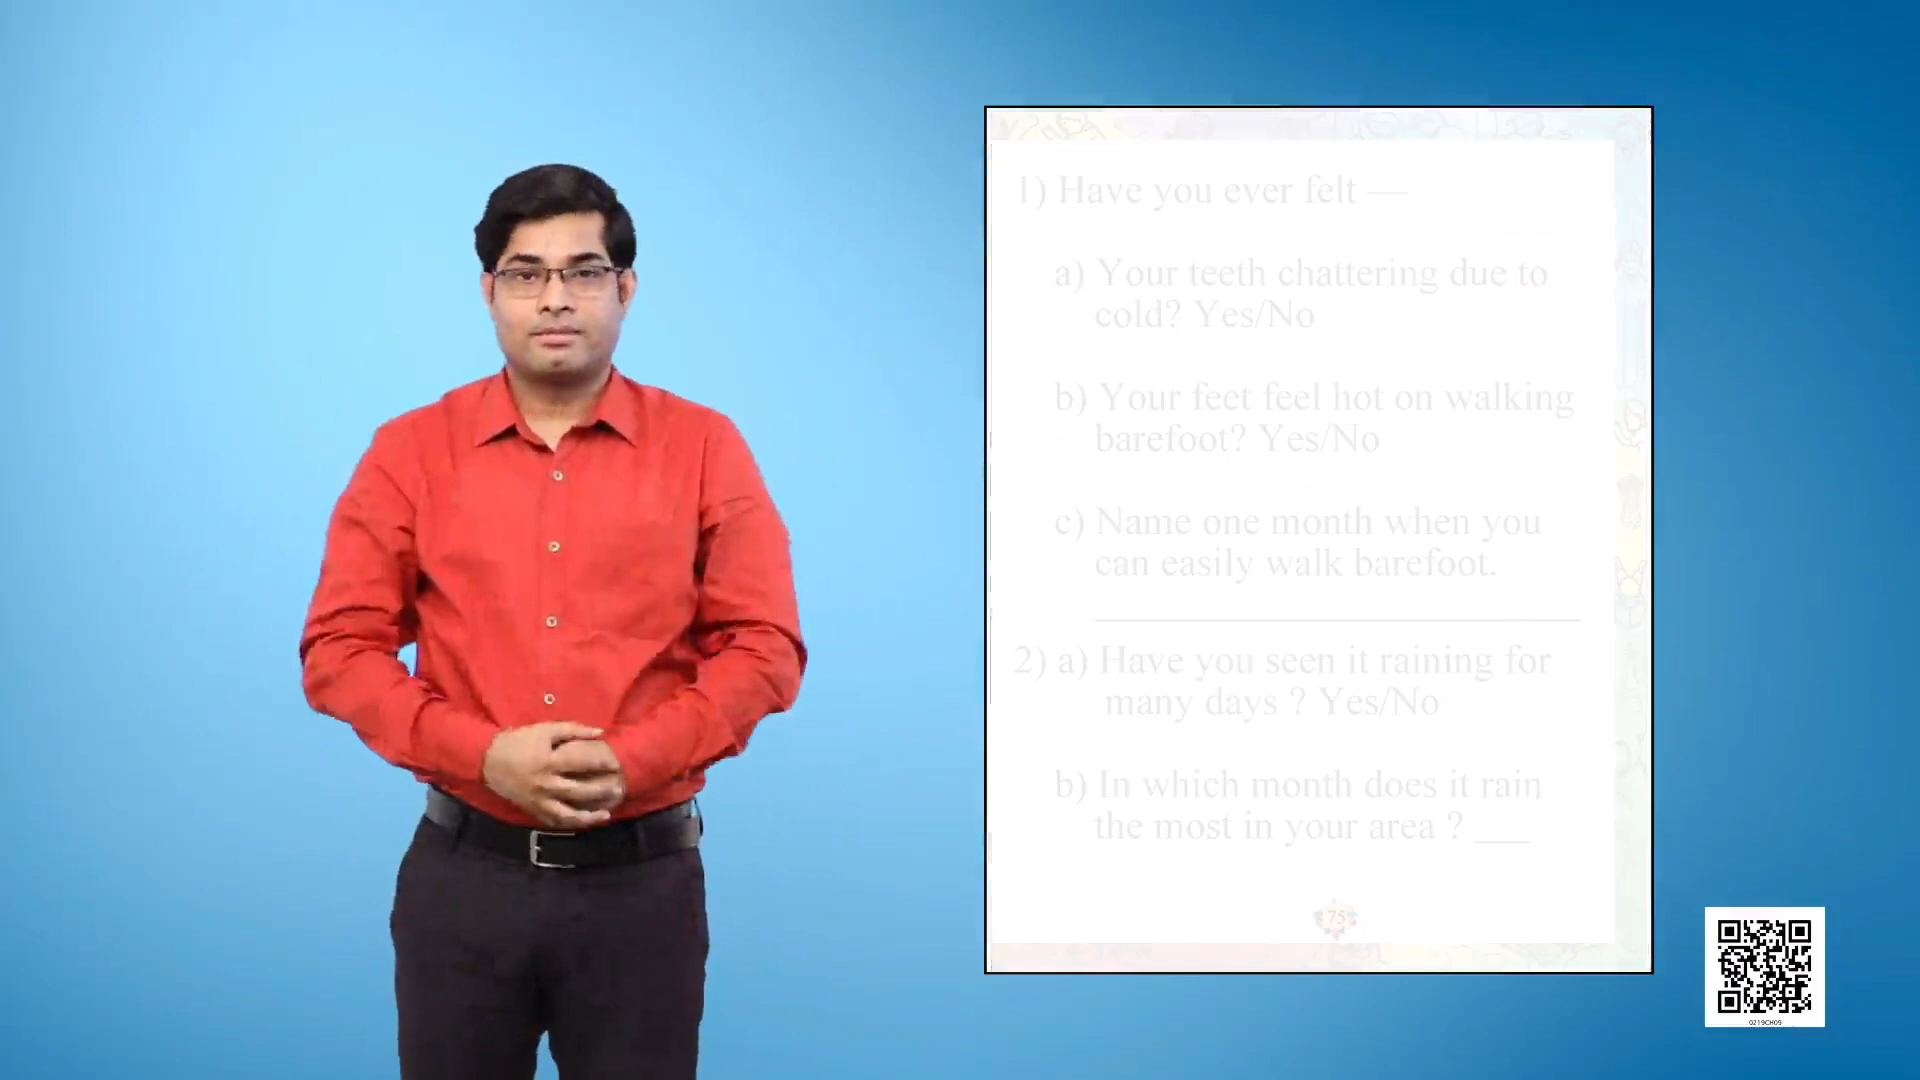 1) Have you ever felt —
a) Your teeth chattering due to
cold? Yes/No
b) Your feet feel hot on walking
barefoot? Yes/No
c) Name one month when you
can easily walk barefoot.
2) a) Have you seen it raining for
many days ? Yes/No
b) In which month does it rain
the most in your area ? ___
75
0219CH09